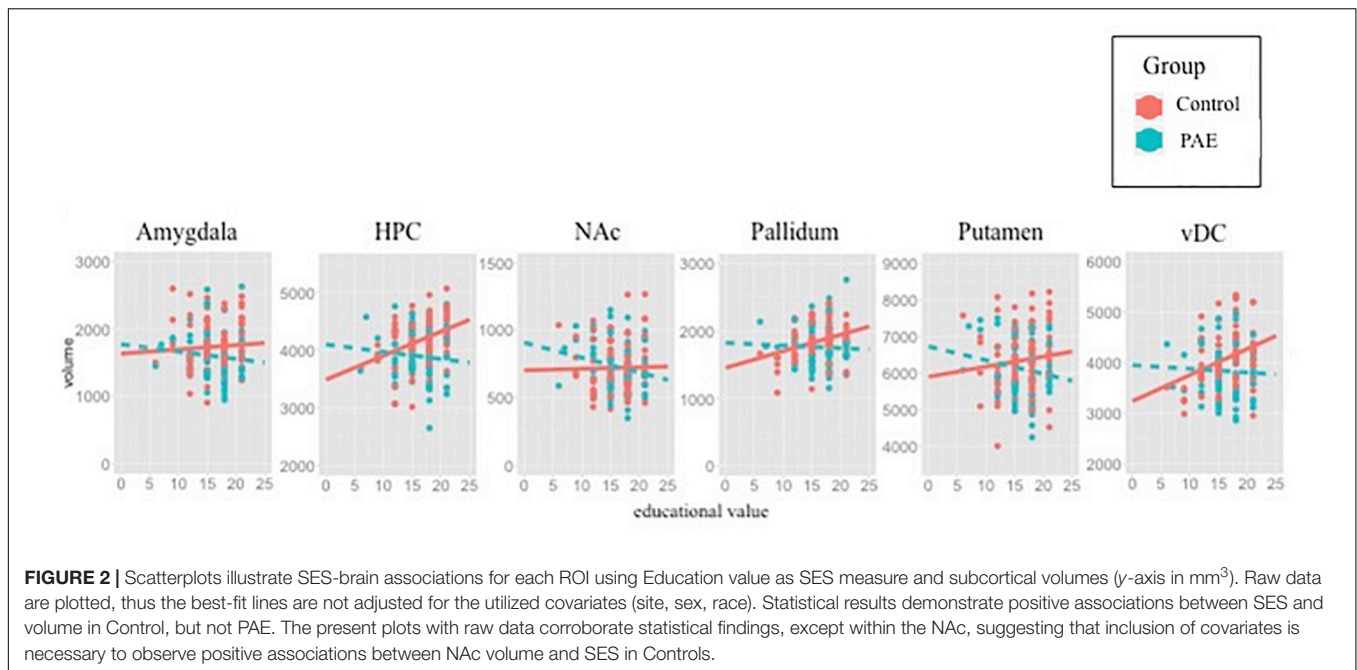 Group
Control
PAE
Amygdala HPC NAc Pallidum Putamen vDC
3000 5000 1500 3000 9000 6000
8000
2000 4000 1000 2000 7000 5000
6000 4000
1000 3000 500 1000 5000 3000
4000
0 2000 0 0 2000
volume
0 5 10 15 20 25 0 5 10 15 20 25 0 5 10 15 20 25 0 5 10 15 20 25 0 5 10 15 20 25 0 5 10 15 20 25
educational value
FIGURE 2 | Scatterplots illustrate SES-brain associations for each ROI using Education value as SES measure and subcortical volumes (y-axis in mm³). Raw data
are plotted, thus the best-fit lines are not adjusted for the utilized covariates (site, sex, race). Statistical results demonstrate positive associations between SES and
volume in Control, but not PAE. The present plots with raw data corroborate statistical findings, except within the NAc, suggesting that inclusion of covariates is
necessary to observe positive associations between NAc volume and SES in Controls.